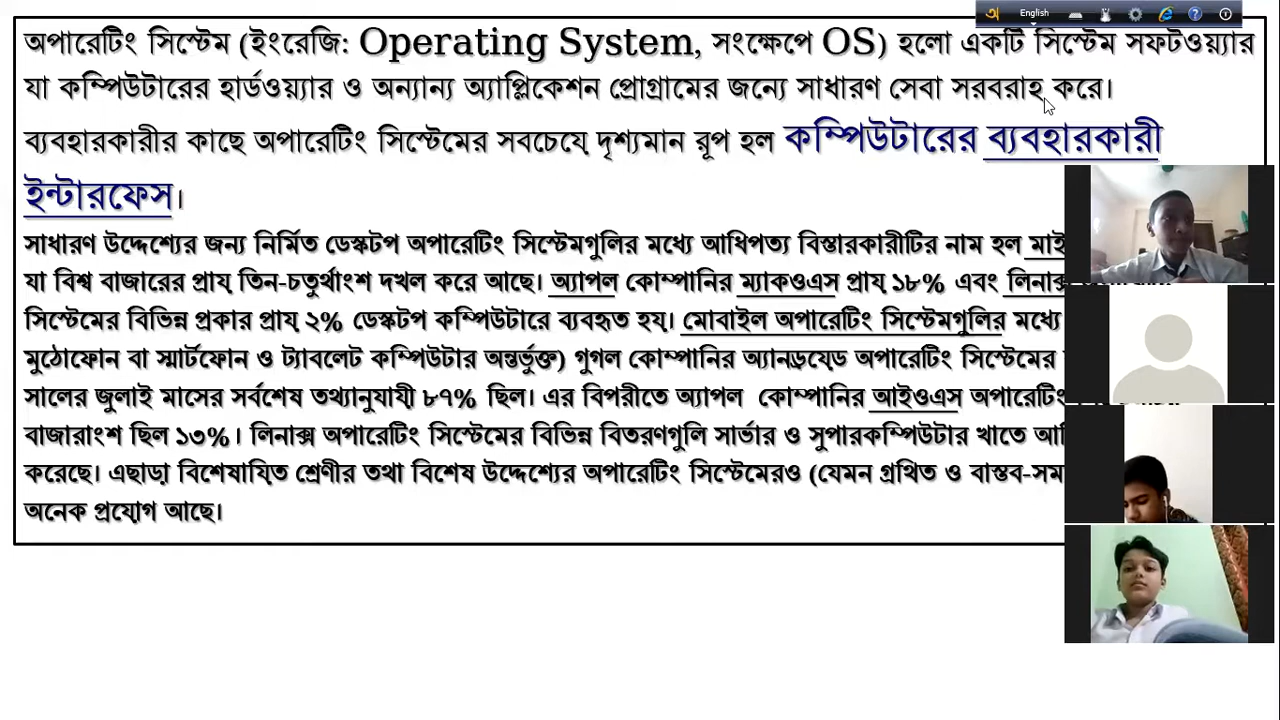 অ English
অপারেটিং সিস্টেম (ইংরেজি: Operating System, সংক্ষেপে OS) হলো একটি সিস্টেম সফটওয়্যার
যা কম্পিউটারের হার্ডওয়্যার ও অন্যান্য অ্যাপ্লিকেশন প্রোগ্রামের জন্যে সাধারণ সেবা সরবরাহ করে।
ব্যবহারকারীর কাছে অপারেটিং সিস্টেমের সবচেয়ে দৃশ্যমান রূপ হল কম্পিউটারের ব্যবহারকারী
ইন্টারফেস।
সাধারণ উদ্দেশ্যের জন্য নির্মিত ডেস্কটপ অপারেটিং সিস্টেমগুলির মধ্যে আধিপত্য বিস্তারকারীটির নাম হল
যা বিশ্ব বাজারের প্রায় তিন-চতুর্থাংশ দখল করে আছে। অ্যাপল কোম্পানির ম্যাকওএস প্রায় ১৮% এবং লিনাক্স
সিস্টেমের বিভিন্ন প্রকার প্রায় ২% ডেস্কটপ কম্পিউটারে ব্যবহৃত হয়। মোবাইল অপারেটিং সিস্টেমগুলির মধ্যে
মুঠোফোন বা স্মার্টফোন ও ট্যাবলেট কম্পিউটার অন্তর্ভুক্ত) গুগল কোম্পানির অ্যানড্রয়েড অপারেটিং সিস্টেমের
সালের জুলাই মাসের সর্বশেষ তথ্যানুযায়ী ৮৭% ছিল। এর বিপরীতে অ্যাপল কোম্পানির আইওএস অপারেটিং
বাজারাংশ ছিল ১৩%। লিনাক্স অপারেটিং সিস্টেমের বিভিন্ন বিতরণগুলি সার্ভার ও সুপারকম্পিউটার খাতে
করেছে। এছাড়া বিশেষায়িত শ্রেণীর তথা বিশেষ উদ্দেশ্যের অপারেটিং সিস্টেমেরও (যেমন গ্রথিত ও
অনেক প্রয়োগ আছে।